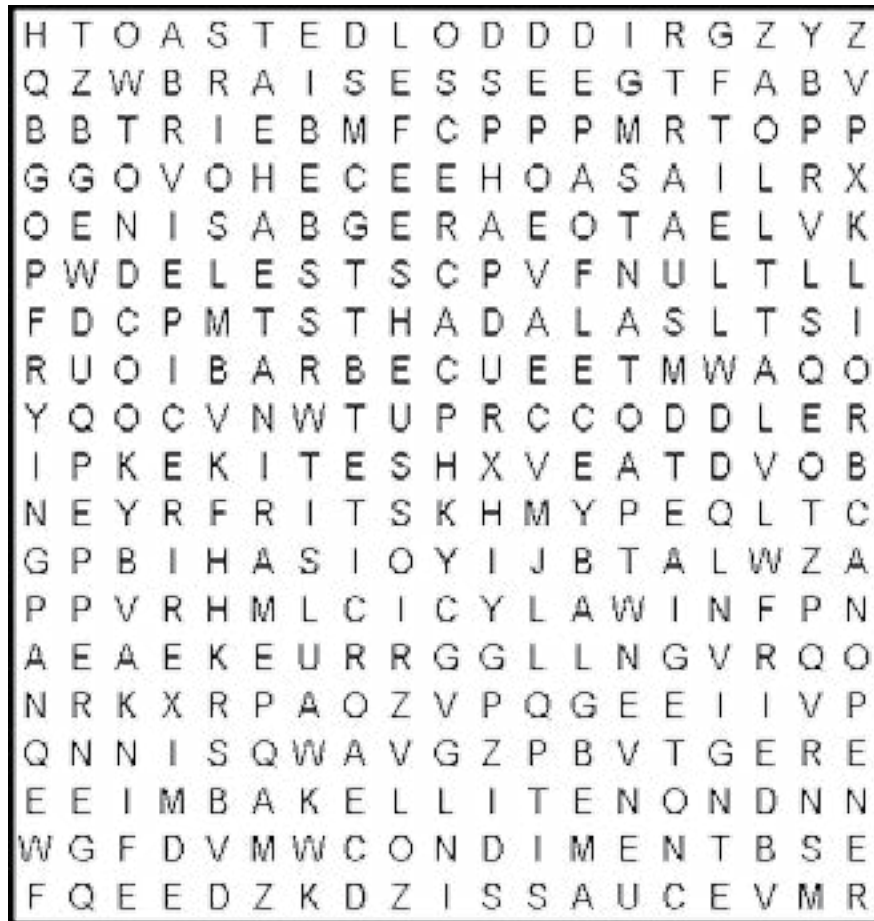 H T O A S T E D L O D D D I R G Z Y Z
Q Z W B R A I S E S S E E G T F A B V
B B T R I E B M F C P P P M R T O P P
G G O V O H E C E E H O A S A I L R X
O E N I S A B G E R A E O T A E L V K
P W D E L E S T S C P V F N U L T L L
F D C P M T S T H A D A L A S L T S I
R U O I B A R B E C U E E T M W A Q O
Y Q O C V N W T U P R C C O D D L E R
I P K E K I T E S H X V E A T D V O B
N E Y R F R I T S K H M Y P E Q L T C
G P B I H A S I O Y I J B T A L W Z A
P P V R H M L C I C Y L A W I N F P N
A E A E K E U R R G G L L N G V R Q O
N R K X R P A O Z V P Q G E E I I V P
Q N N I S Q W A V G Z P B V T G E R E
E E I M B A K E L L I T E N O N D N N
W G F D V M W C O N D I M E N T B S E
F Q E E D Z K D Z I S S A U C E V M R